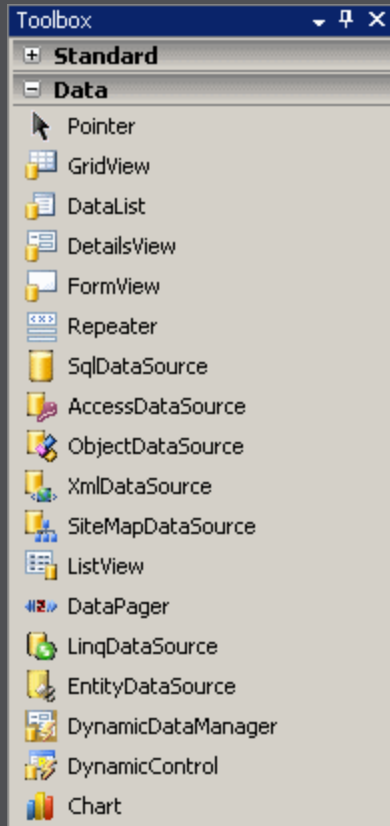 Toolbox
Standard
Data
Pointer
GridView
DataList
DetailsView
FormView
Repeater
SqlDataSource
AccessDataSource
ObjectDataSource
XmlDataSource
SiteMapDataSource
ListView
DataPager
LinqDataSource
EntityDataSource
DynamicDataManager
DynamicControl
Chart